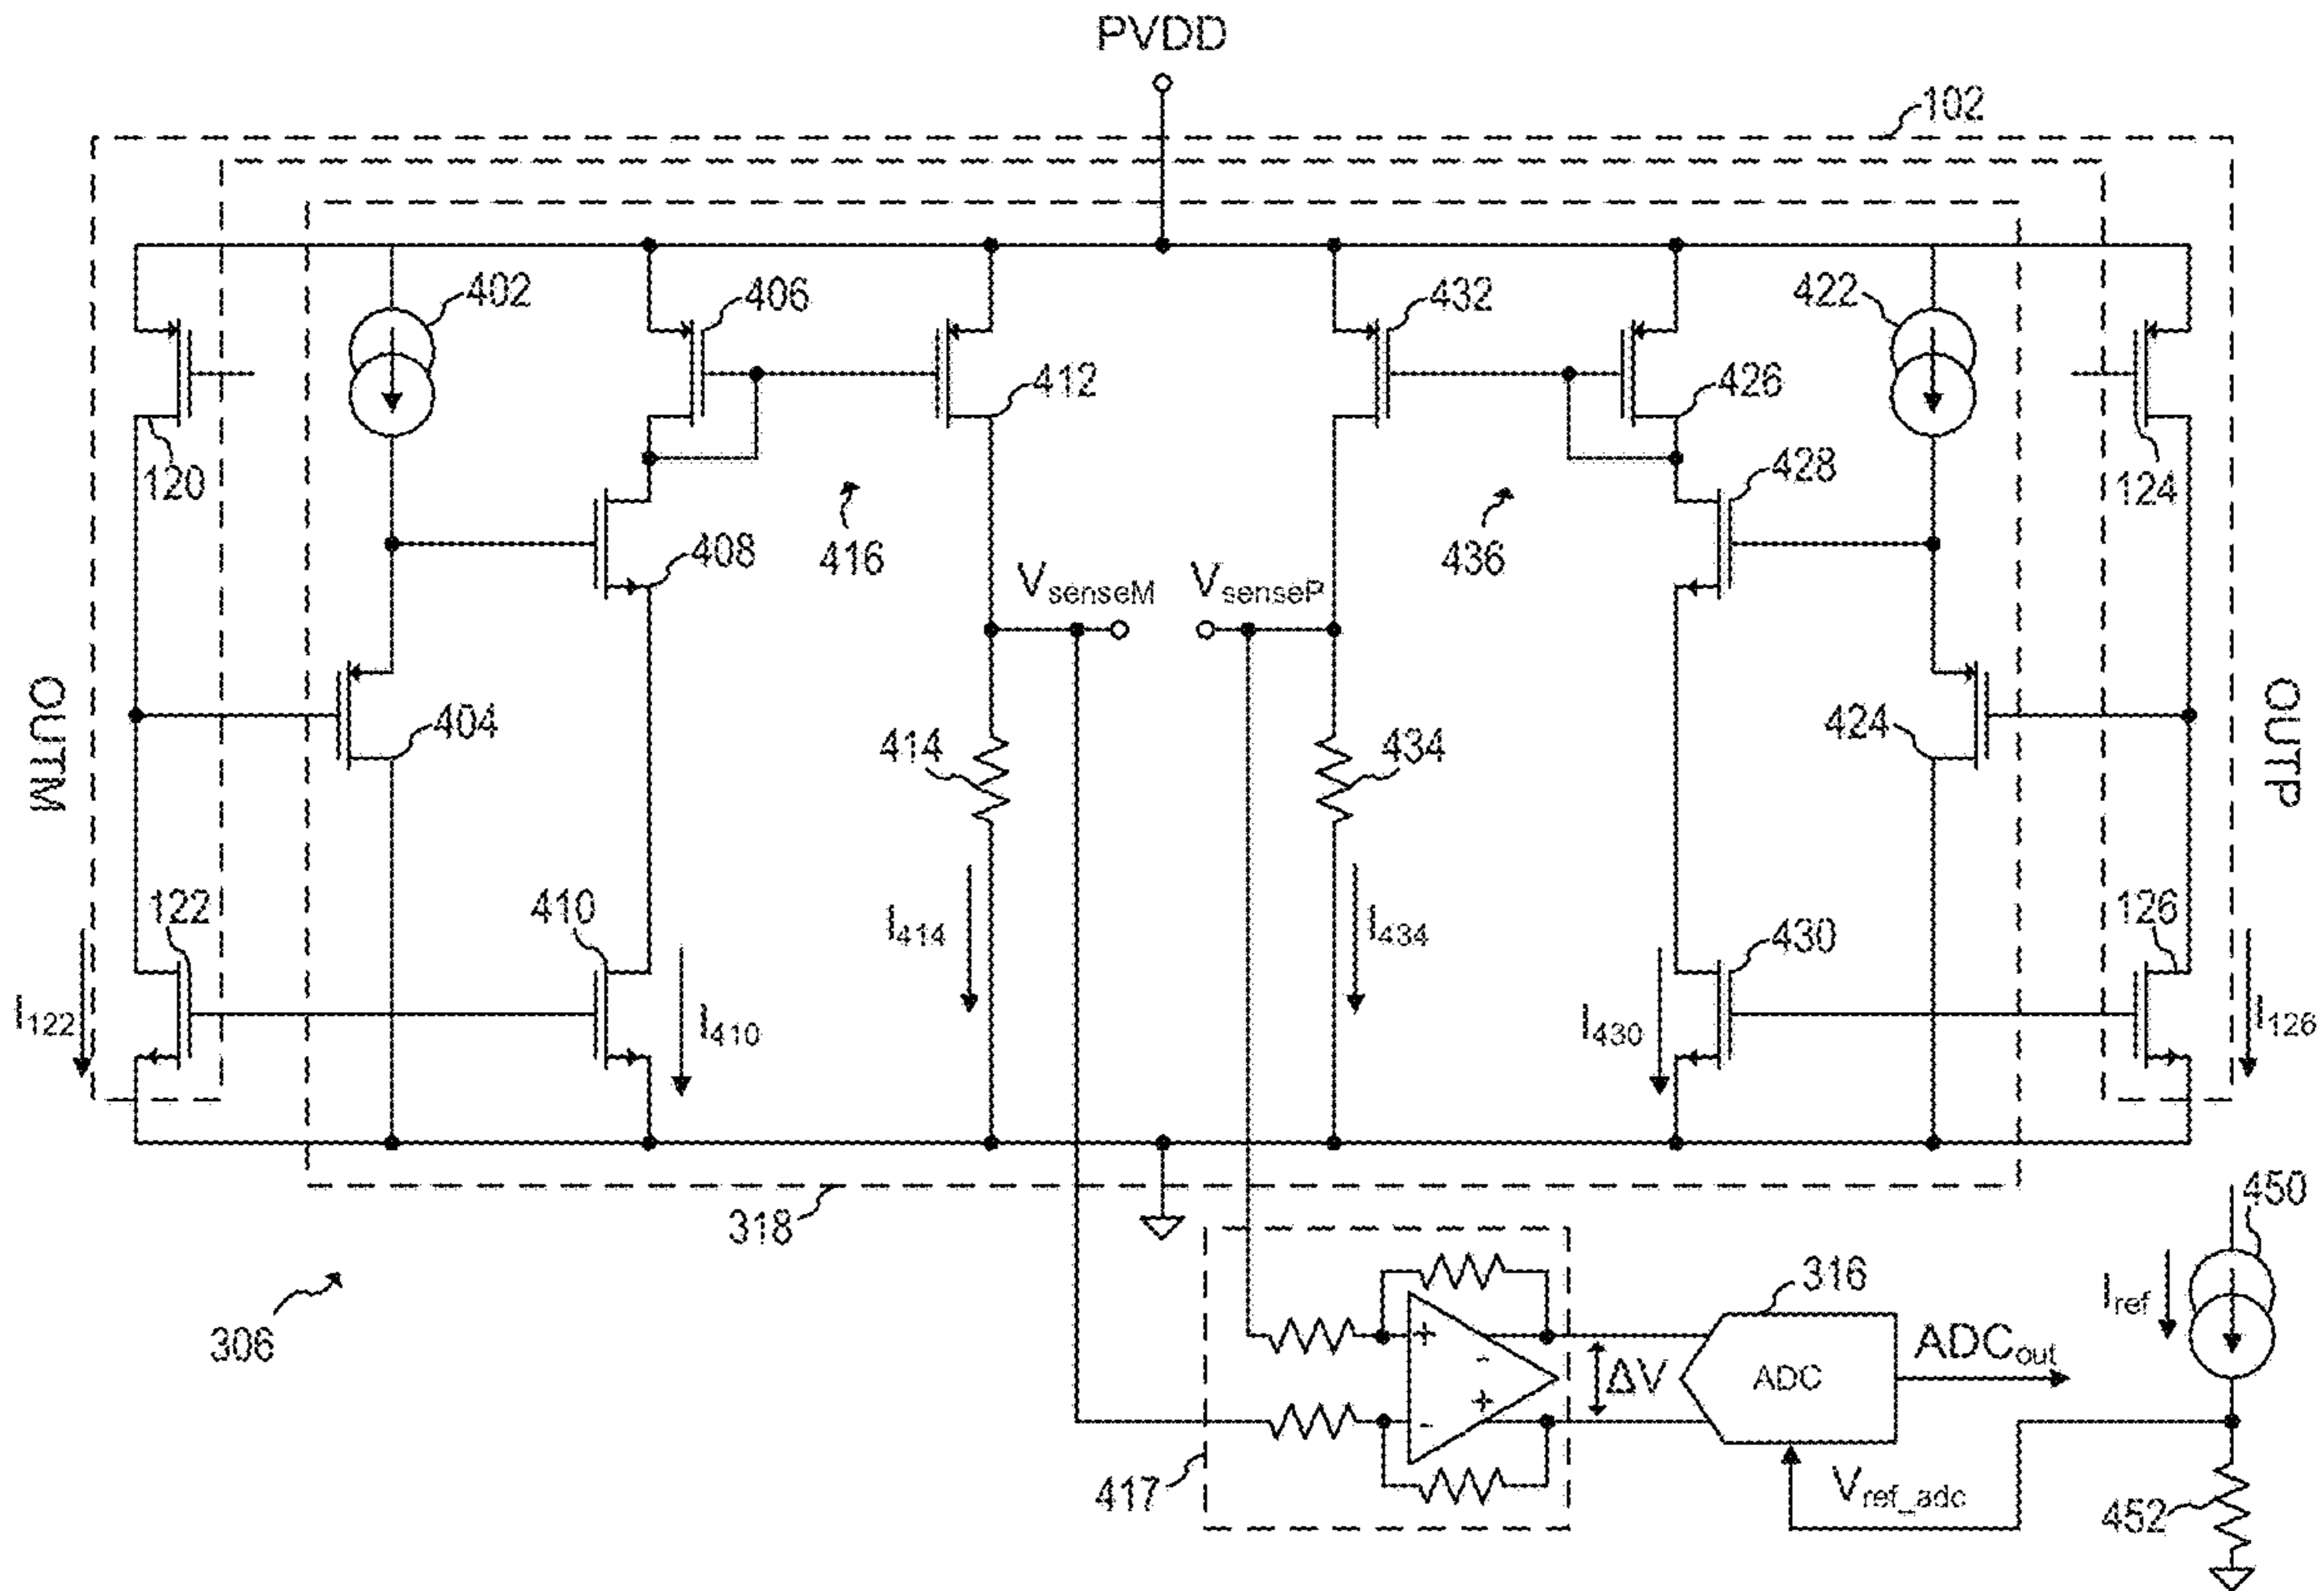 PVDD
102
402
406
432
422
412
426
120
124
428
416
436
408
VsenseM
VsenseP
OUTM
404
414
434
424
OUTP
122
410
126
I414
I434
430
I122
I410
I430
I126
318
450
316
Iref
306
+
-
ΔV
ADC
ADCout
+
-
417
Vref_adc
452